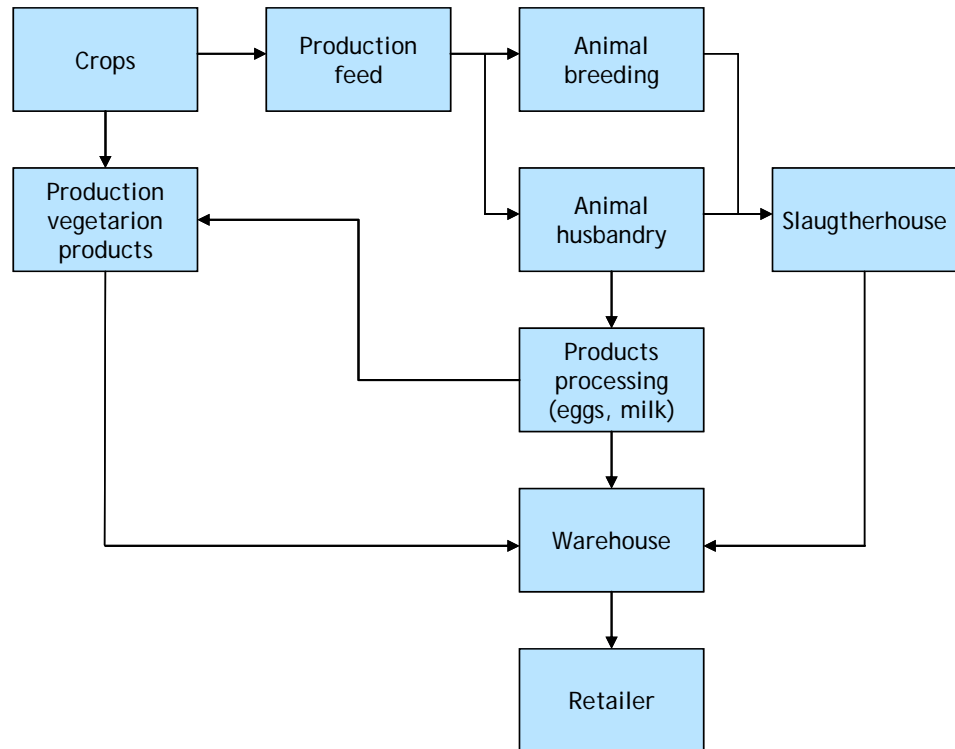 Crops
Production
feed
Animal
breeding
Production
vegetarion
products
Animal
husbandry
Slaugtherhouse
Products
processing
(eggs, milk)
Warehouse
Retailer